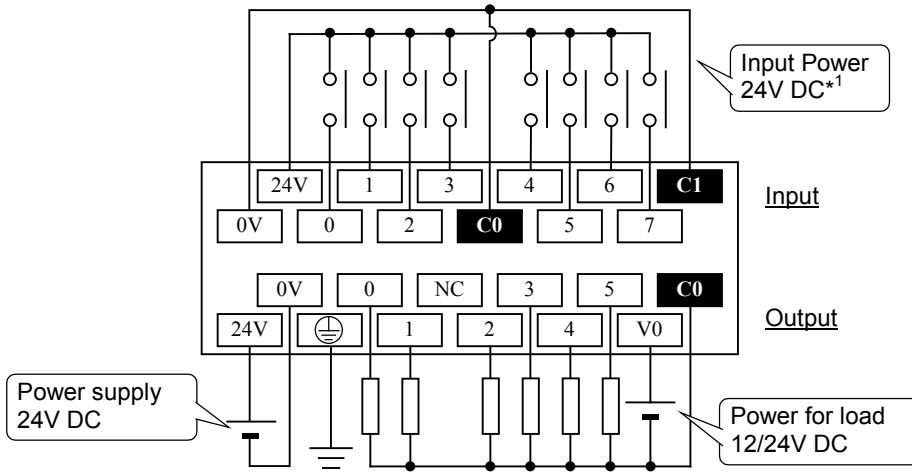 Input Power
24V DC*1
24V 1 3 4 6 C1
Input
0V 0 2 C0 5 7
0V 0 NC 3 5 C0
Output
24V 1 2 4 V0
Power supply
24V DC
Power for load
12/24V DC